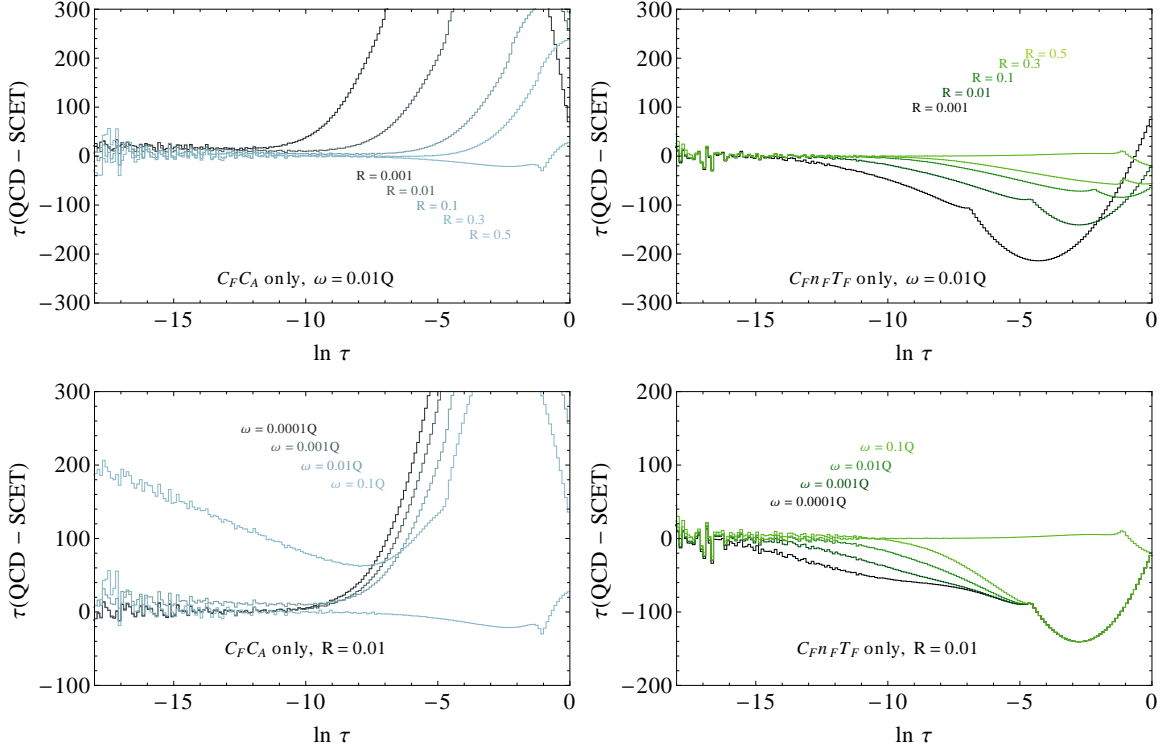 τ(QCD − SCET)
300
200
100
0
−100
−200
−300
R = 0.001
R = 0.01
R = 0.1
R = 0.3
R = 0.5
C_F C_A only, ω = 0.01Q
−15
−10
−5
0
ln τ
τ(QCD − SCET)
300
200
100
0
−100
−200
−300
R = 0.5
R = 0.3
R = 0.1
R = 0.01
R = 0.001
C_F n_F T_F only, ω = 0.01Q
−15
−10
−5
0
ln τ
τ(QCD − SCET)
300
200
100
0
−100
ω = 0.0001Q
ω = 0.001Q
ω = 0.01Q
ω = 0.1Q
C_F C_A only, R = 0.01
−15
−10
−5
0
ln τ
τ(QCD − SCET)
200
100
0
−100
−200
ω = 0.1Q
ω = 0.01Q
ω = 0.001Q
ω = 0.0001Q
C_F n_F T_F only, R = 0.01
−15
−10
−5
0
ln τ